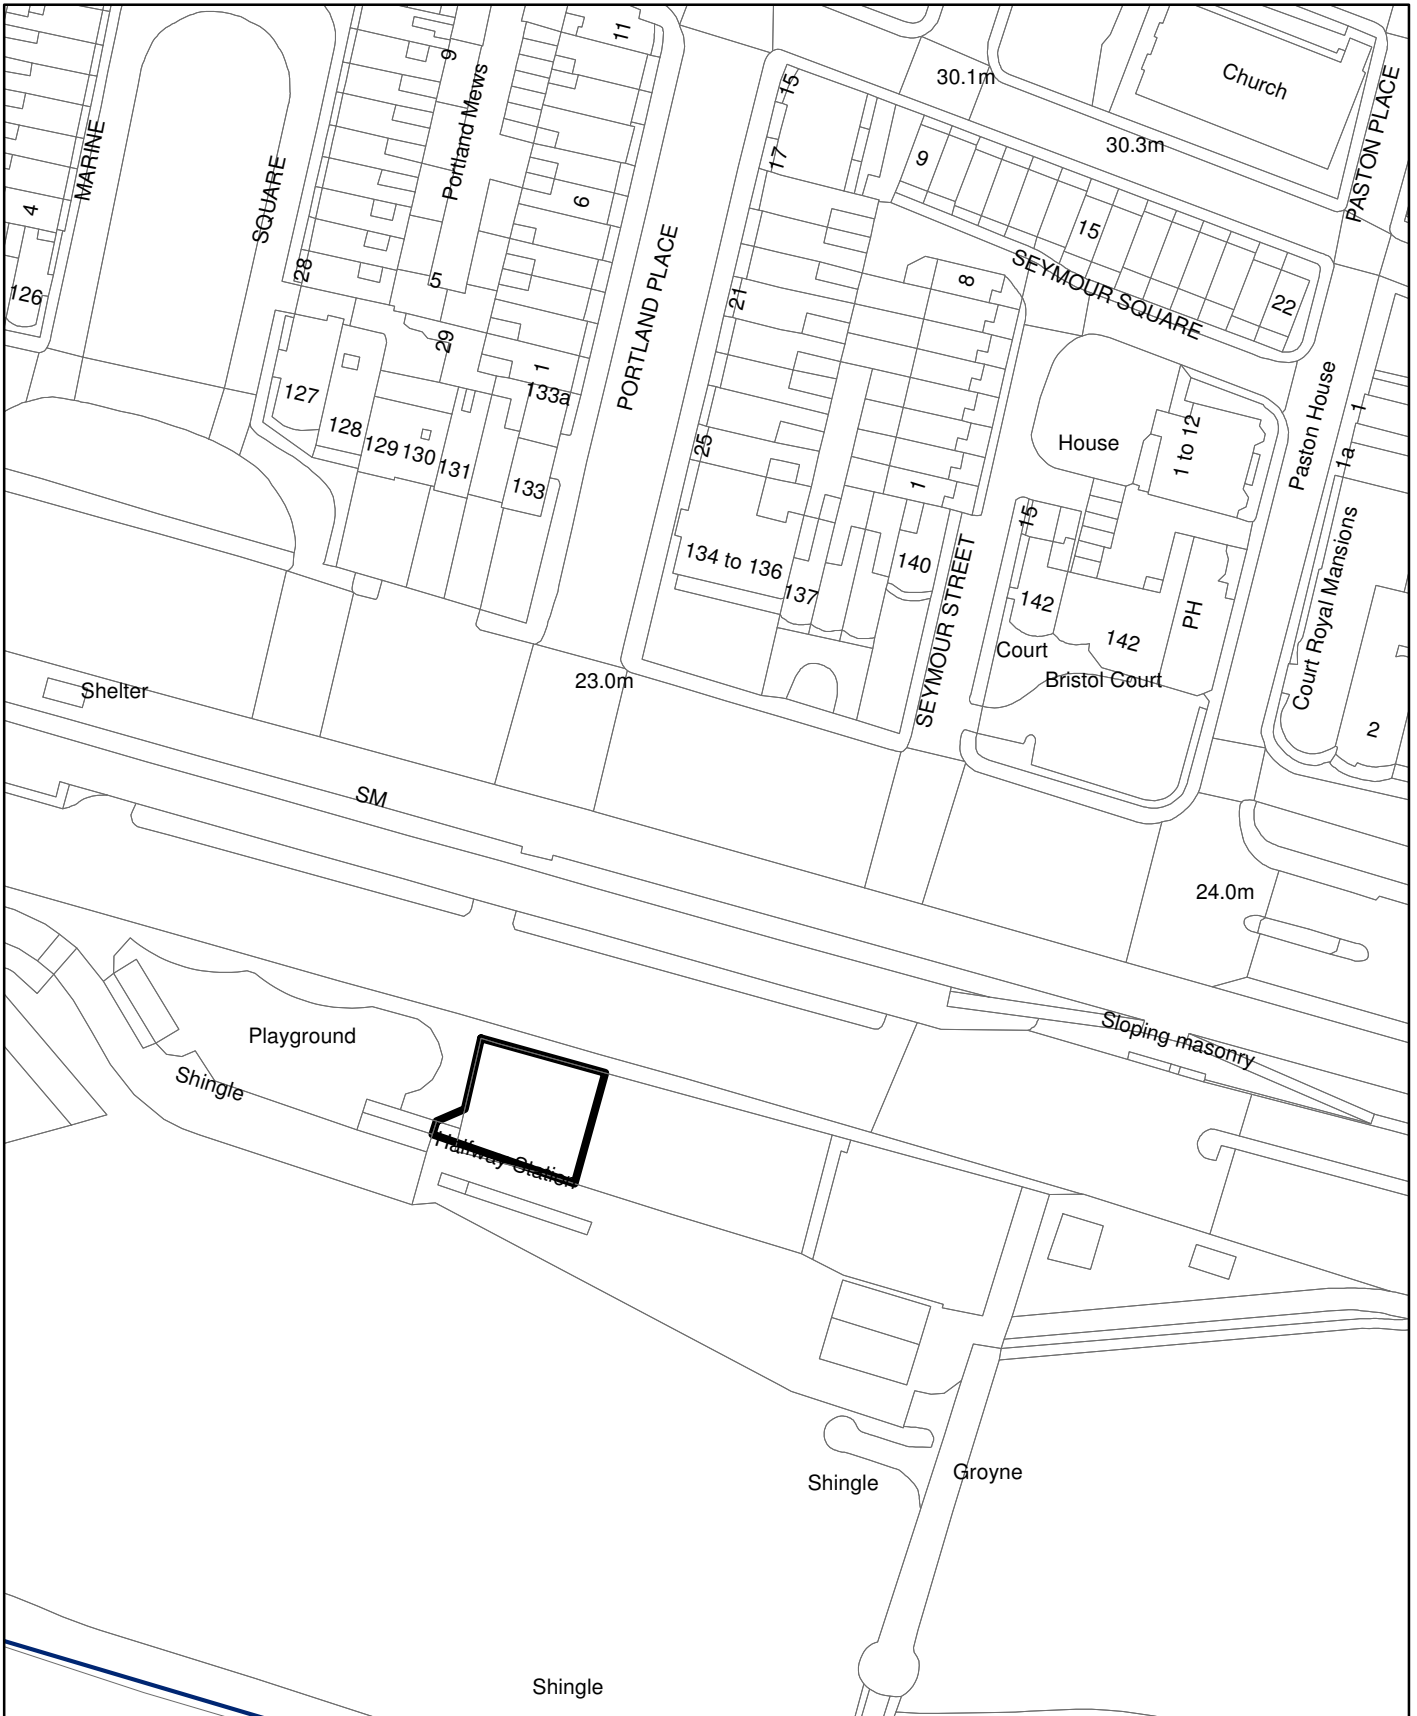 11
9
Portland Mews
15
30.1m
Church
PASTON PLACE
30.3m
MARINE
17
9
SQUARE
4
6
15
PORTLAND PLACE
SEYMOUR SQUARE
28
5
8
126
21
22
29
1
133a
127
128
129
130
131
133
25
House
1 to 12
Paston House
1
1a
1
15
Court Royal Mansions
134 to 136
137
140
SEYMOUR STREET
142
142
PH
Court
Bristol Court
Shelter
23.0m
2
SM
24.0m
Playground
Sloping masonry
Shingle
Halfway Station
Shingle
Groyne
Shingle